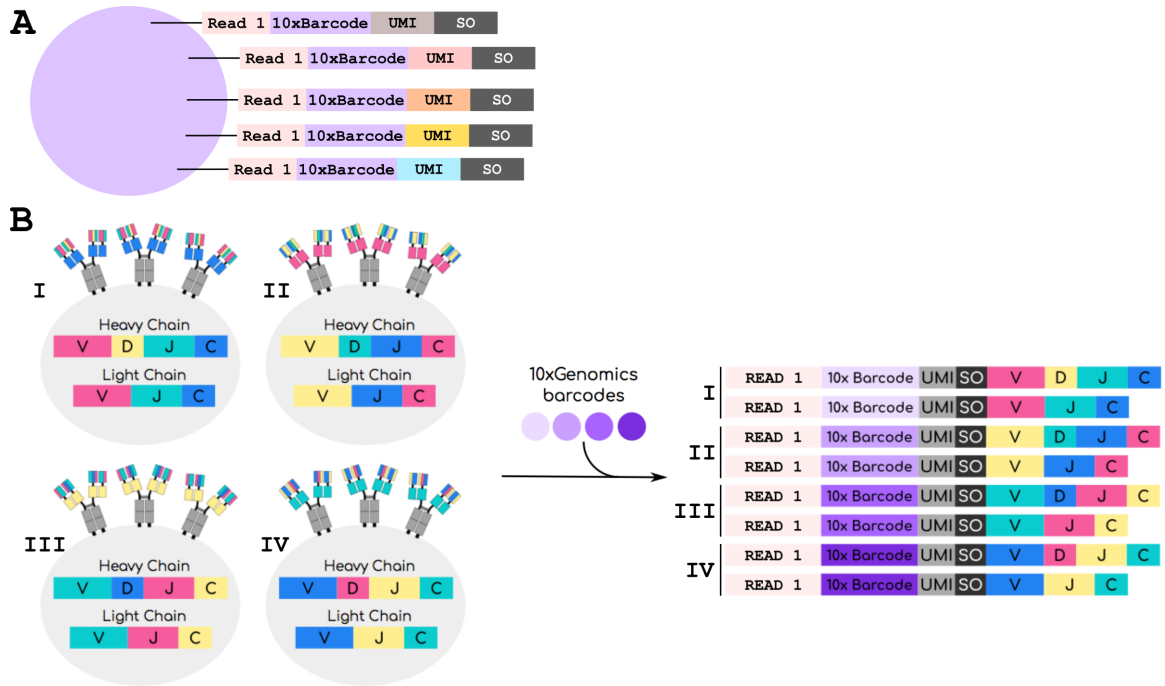 A
Read 1 10xBarcode UMI SO
Read 1 10xBarcode UMI SO
Read 1 10xBarcode UMI SO
Read 1 10xBarcode UMI SO
Read 1 10xBarcode UMI SO
B
I
Heavy Chain
V D J C
Light Chain
V J C
II
Heavy Chain
V D J C
Light Chain
V J C
III
Heavy Chain
V D J C
Light Chain
V J C
IV
Heavy Chain
V D J C
Light Chain
V J C
10xGenomics
barcodes
I
READ 1 10x Barcode UMI SO V D J C
READ 1 10x Barcode UMI SO V J C
II
READ 1 10x Barcode UMI SO V D J C
READ 1 10x Barcode UMI SO V J C
III
READ 1 10x Barcode UMI SO V D J C
READ 1 10x Barcode UMI SO V J C
IV
READ 1 10x Barcode UMI SO V D J C
READ 1 10x Barcode UMI SO V J C